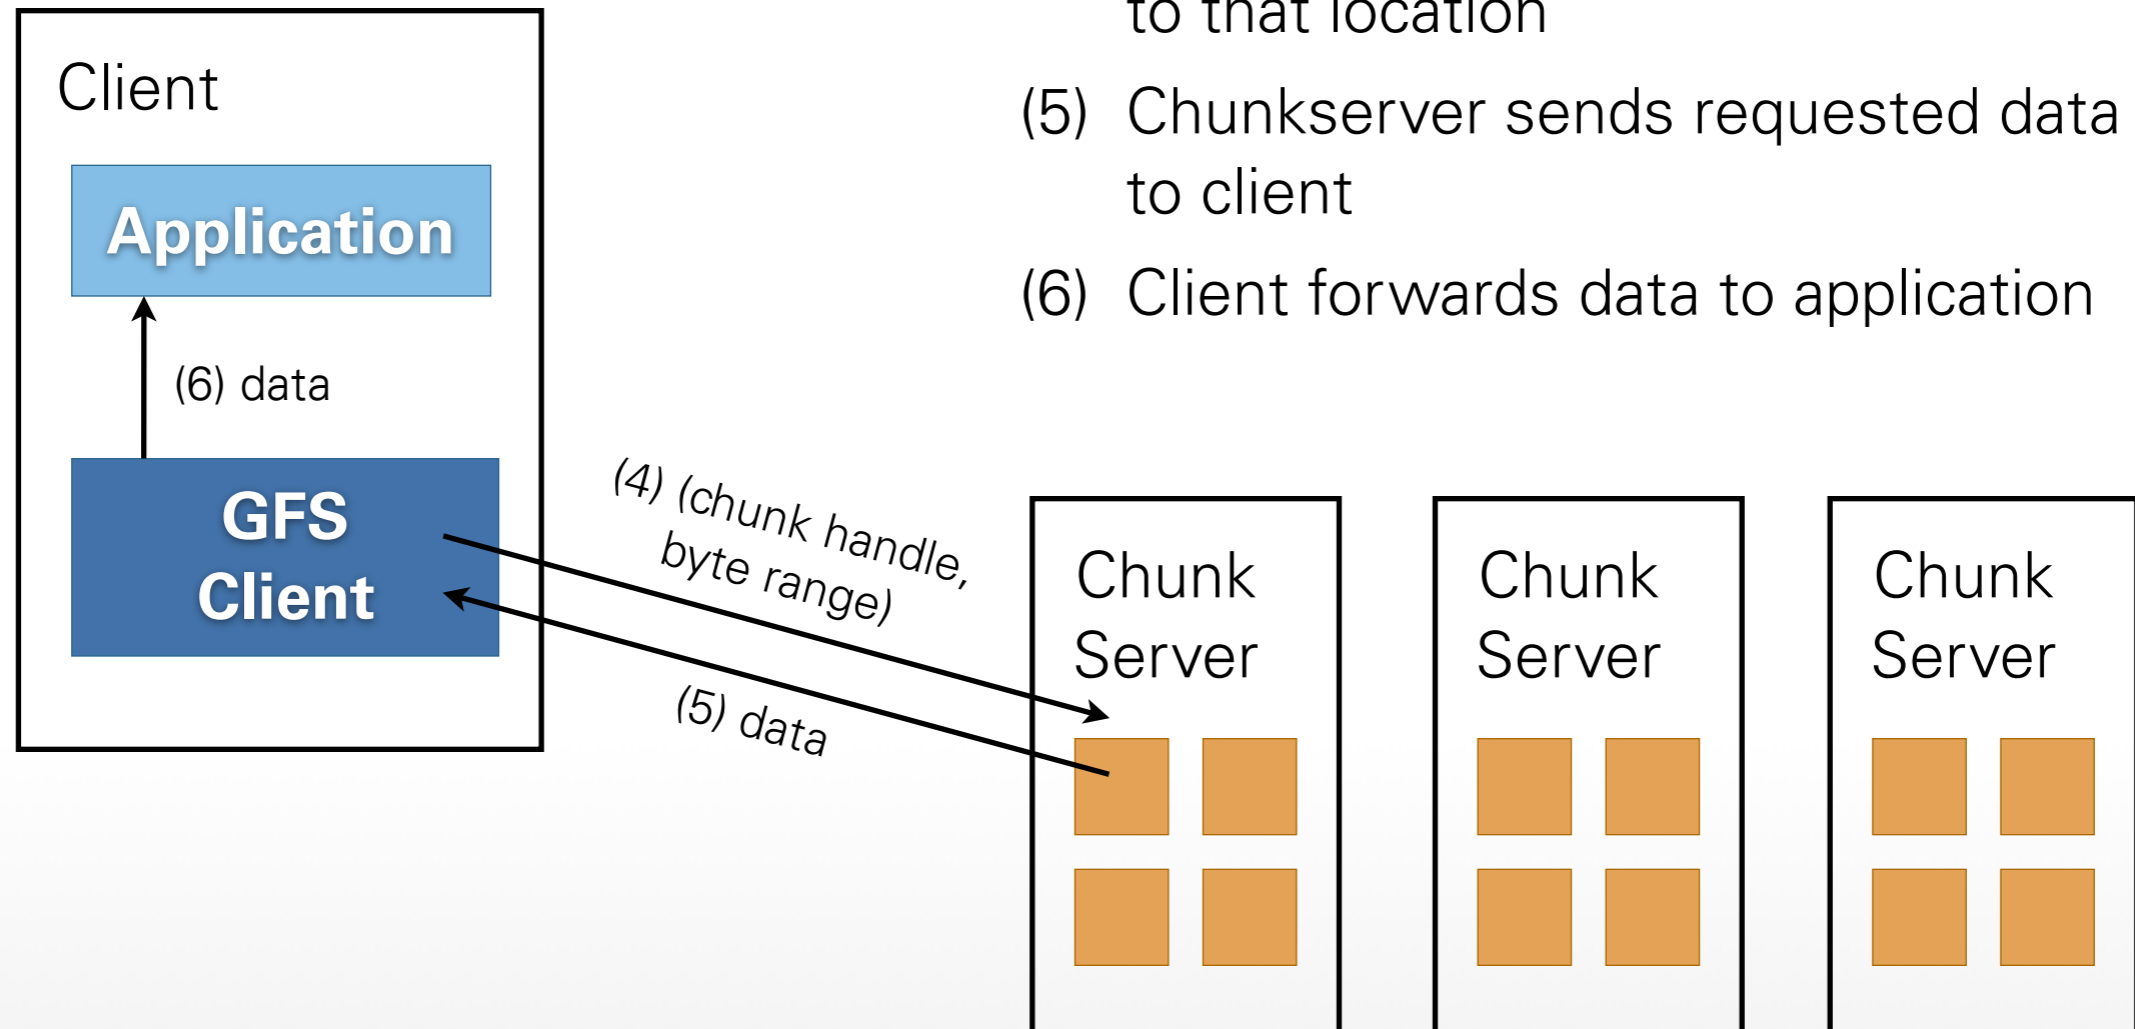 to that location
(5) Chunkserver sends requested data
to client
(6) Client forwards data to application
Client
Application
(6) data
GFS
Client
(4) (chunk handle,
byte range)
(5) data
Chunk
Server
Chunk
Server
Chunk
Server